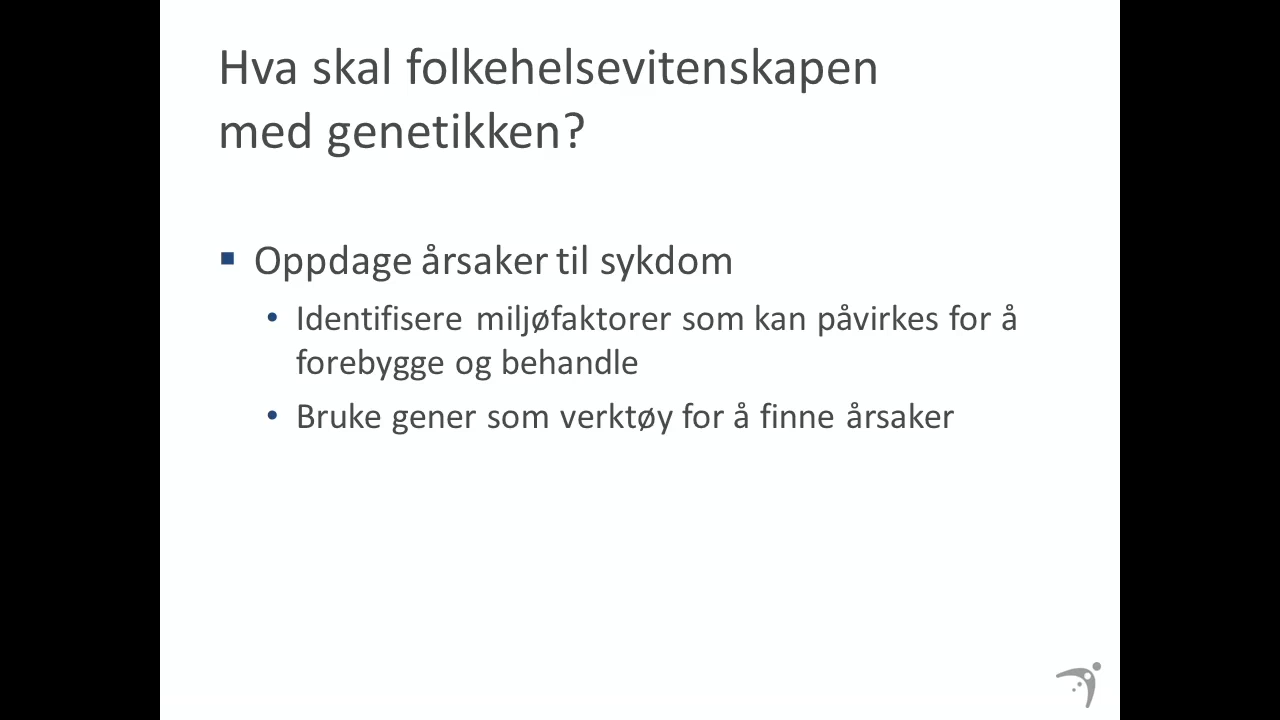 Hva skal folkehelsevitenskapen
med genetikken?
Oppdage årsaker til sykdom
Identifisere miljøfaktorer som kan påvirkes for å
forebygge og behandle
Bruke gener som verktøy for å finne årsaker